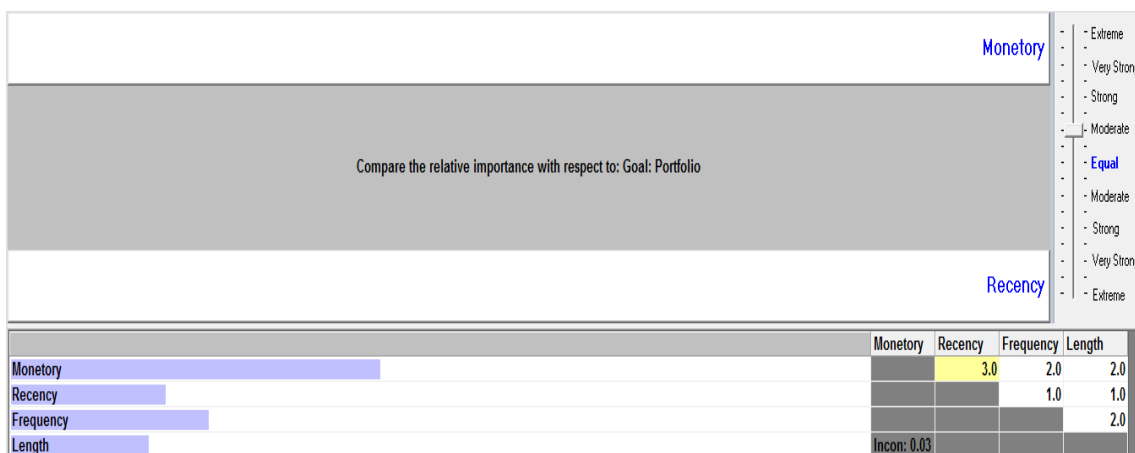 Monetory
Compare the relative importance with respect to: Goal: Portfolio
Recency
Extreme
Very Stron
Strong
Moderate
Equal
Moderate
Strong
Very Stron
Extreme
Monetory Recency Frequency Length
Monetory 3.0 2.0 2.0
Recency 1.0 1.0
Frequency 2.0
Length Incon: 0.03